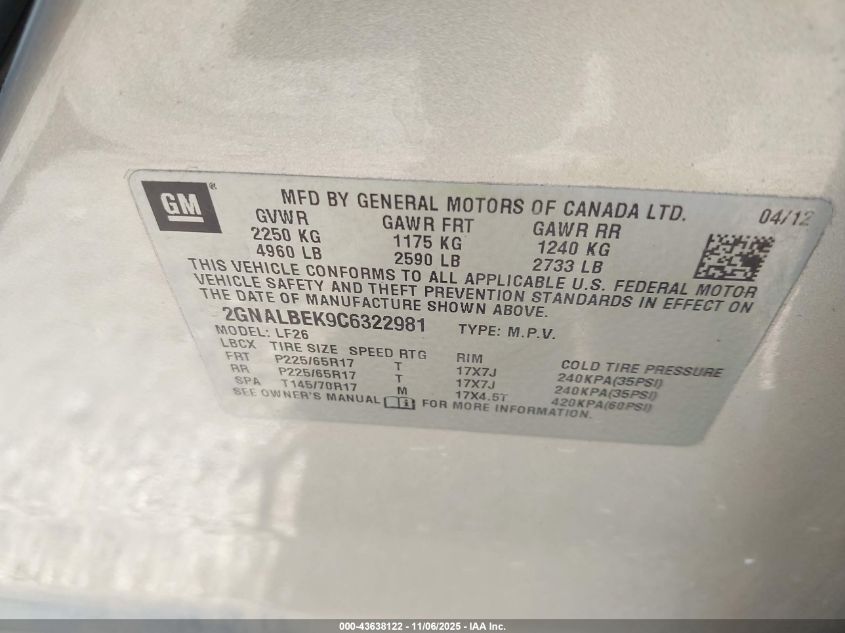 GM®
MFD BY GENERAL MOTORS OF CANADA LTD. 04/12
GVWR GAWR FRT GAWR RR
2250 KG 1175 KG 1240 KG
4960 LB 2590 LB 2733 LB
THIS VEHICLE CONFORMS TO ALL APPLICABLE U.S. FEDERAL MOTOR
VEHICLE SAFETY AND THEFT PREVENTION STANDARDS IN EFFECT ON
THE DATE OF MANUFACTURE SHOWN ABOVE.
2GNALBEK9C6322981 TYPE: M.P.V.
MODEL: LF26
LBCX TIRE SIZE SPEED RTG RIM COLD TIRE PRESSURE
FRT P225/65R17 T 17X7J 240KPA(35PSI)
RR P225/65R17 T 17X7J 240KPA(35PSI)
SPA T145/70R17 M 17X4.5T 420KPA(60PSI)
SEE OWNER'S MANUAL FOR MORE INFORMATION.
000-43638122 - 11/06/2025 - IAA Inc.